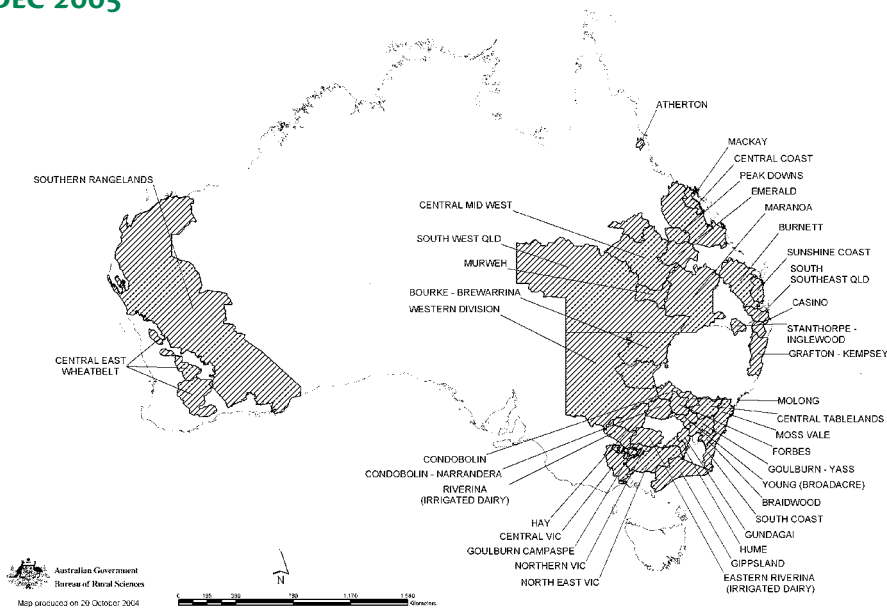 DEC 2005
ATHERTON
MACKAY
CENTRAL COAST
PEAK DOWNS
EMERALD
MARANOA
BURNETT
SUNSHINE COAST
SOUTH
SOUTHEAST QLD
CASINO
STANTHORPE -
INGLEWOOD
GRAFTON - KEMPSEY
SOUTHERN RANGELANDS
CENTRAL MID WEST
SOUTH WEST QLD
MURWEH
BOURKE - BREWARRINA
WESTERN DIVISION
CENTRAL EAST
WHEATBELT
MOLONG
CENTRAL TABLELANDS
MOSS VALE
FORBES
GOULBURN - YASS
YOUNG (BROADACRE)
BRAIDWOOD
SOUTH COAST
GUNDAGAI
HUME
GIPPSLAND
EASTERN RIVERINA
(IRRIGATED DAIRY)
CONDOBOLIN
CONDOBOLIN - NARRANDERA
RIVERINA
(IRRIGATED DAIRY)
HAY
CENTRAL VIC
GOULBURN CAMPASPE
NORTHERN VIC
NORTH EAST VIC
Australian Government
Bureau of Rural Sciences
Map produced on 20 October 2004
N
0
780
Kilometers